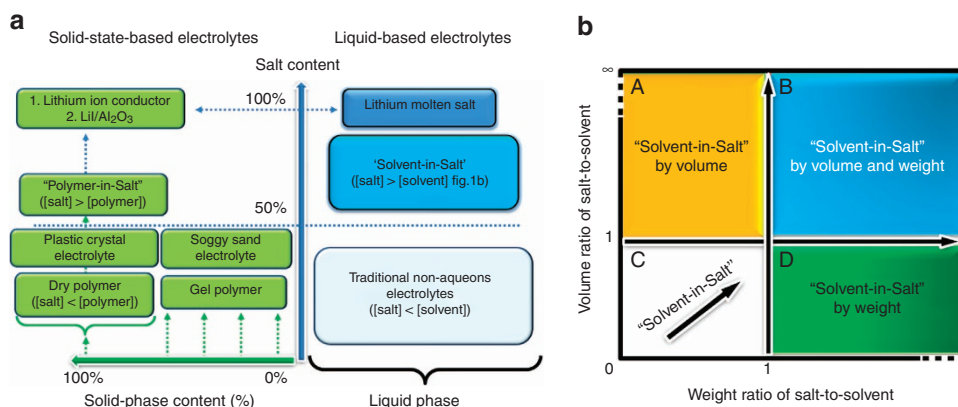 a
Solid-state-based electrolytes
Liquid-based electrolytes
Salt content
1. Lithium ion conductor
2. LiI/Al₂O₃
100%
Lithium molten salt
'Solvent-in-Salt'
([salt] > [solvent] fig.1b)
"Polymer-in-Salt"
([salt] > [polymer])
50%
Plastic crystal
electrolyte
Soggy sand
electrolyte
Dry polymer
([salt] < [polymer])
Gel polymer
Traditional non-aqueons
electrolytes
([salt] < [solvent])
100%
0%
Solid-phase content (%)
Liquid phase
b
Volume ratio of salt-to-solvent
∞
1
0
A
"Solvent-in-Salt"
by volume
B
"Solvent-in-Salt"
by volume and weight
C
"Solvent-in-Salt"
D
"Solvent-in-Salt"
by weight
1
∞
Weight ratio of salt-to-solvent